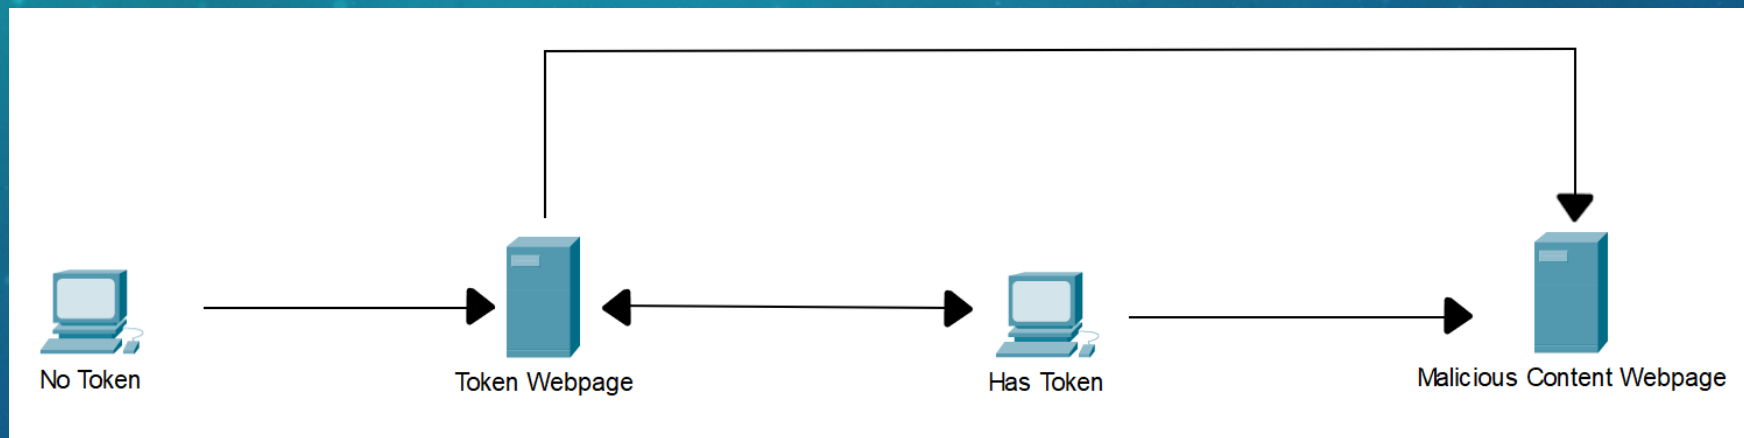 No Token
Token Webpage
Has Token
Malicious Content Webpage